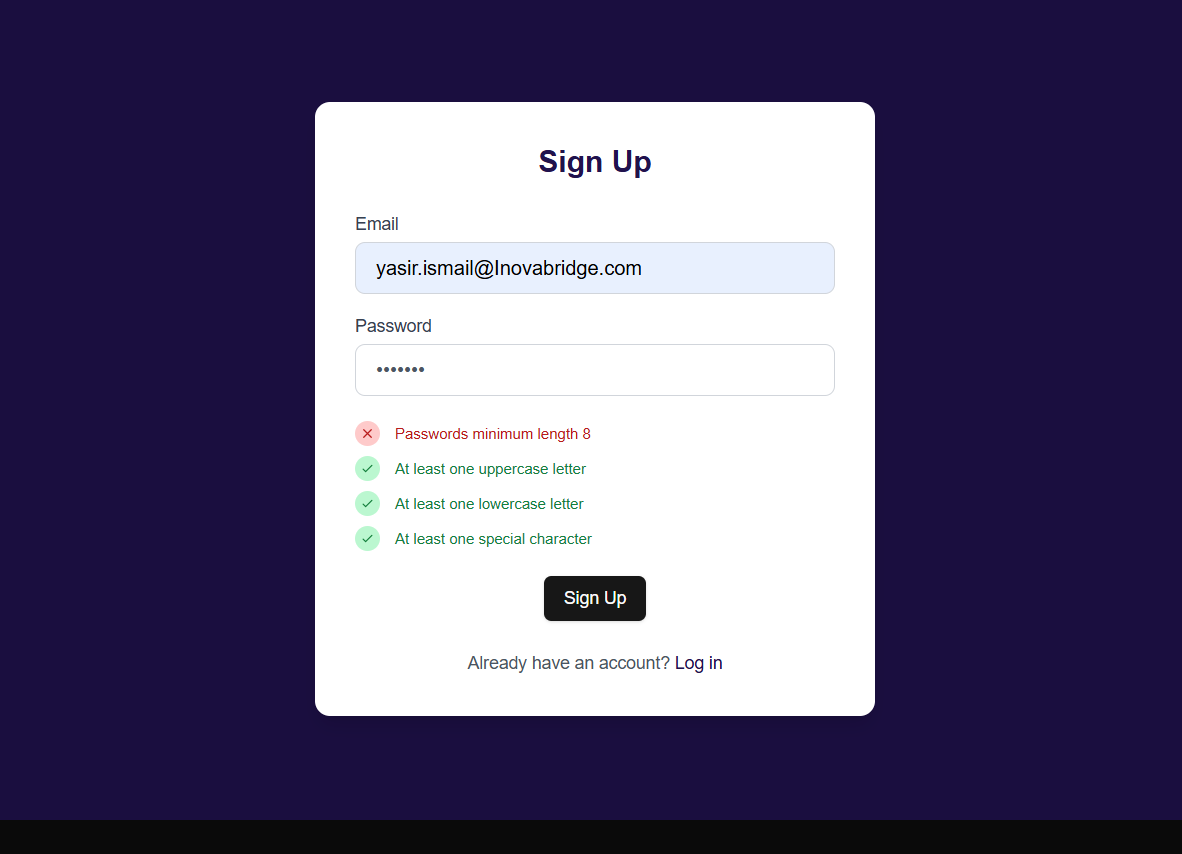 Sign Up
Email
yasir.ismail@Inovabridge.com
Password
•••••••
Passwords minimum length 8
At least one uppercase letter
At least one lowercase letter
At least one special character
Sign Up
Already have an account? Log in